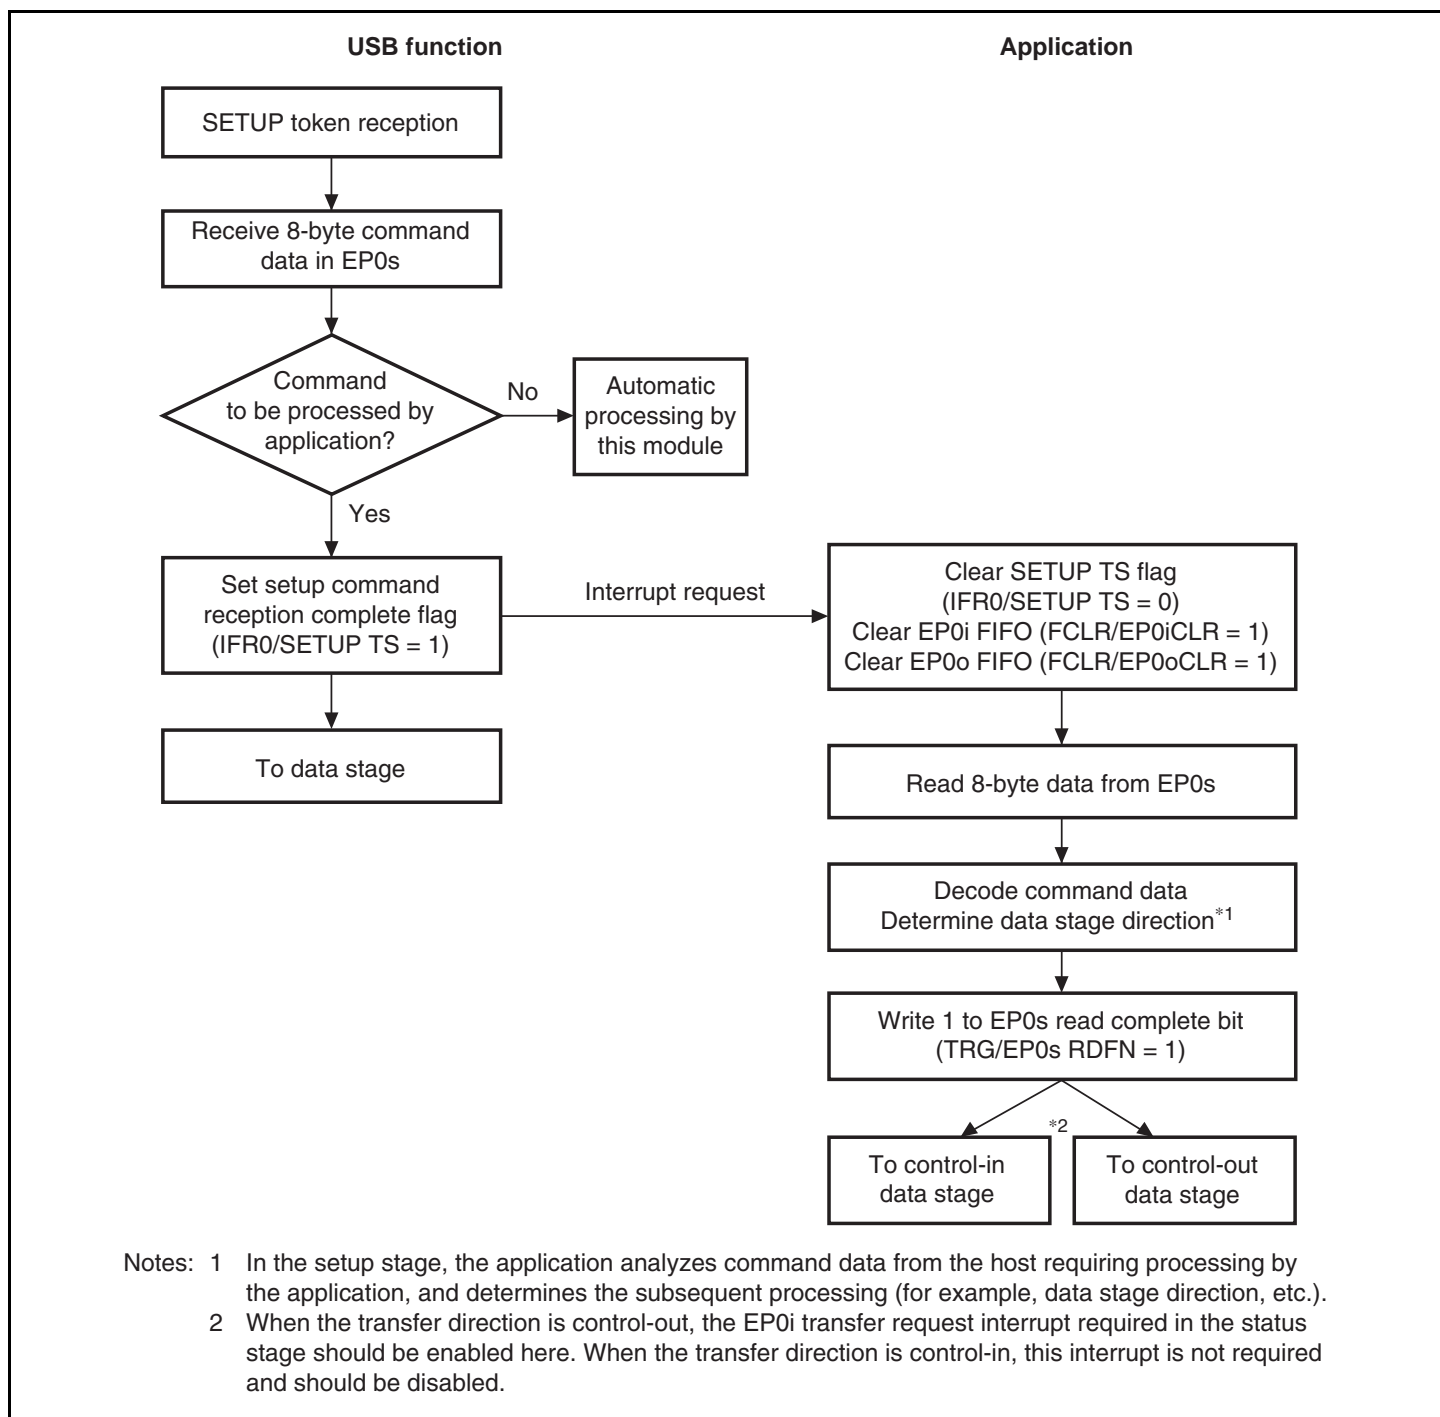 USB function
Application
SETUP token reception
Receive 8-byte command
data in EP0s
Command
to be processed by
application?
No
Automatic
processing by
this module
Yes
Set setup command
reception complete flag
(IFR0/SETUP TS = 1)
Interrupt request
Clear SETUP TS flag
(IFR0/SETUP TS = 0)
Clear EP0i FIFO (FCLR/EP0iCLR = 1)
Clear EP0o FIFO (FCLR/EP0oCLR = 1)
To data stage
Read 8-byte data from EP0s
Decode command data
Determine data stage direction*1
Write 1 to EP0s read complete bit
(TRG/EP0s RDFN = 1)
*2
To control-in
data stage
To control-out
data stage
Notes: 1 In the setup stage, the application analyzes command data from the host requiring processing by
the application, and determines the subsequent processing (for example, data stage direction, etc.).
2 When the transfer direction is control-out, the EP0i transfer request interrupt required in the status
stage should be enabled here. When the transfer direction is control-in, this interrupt is not required
and should be disabled.